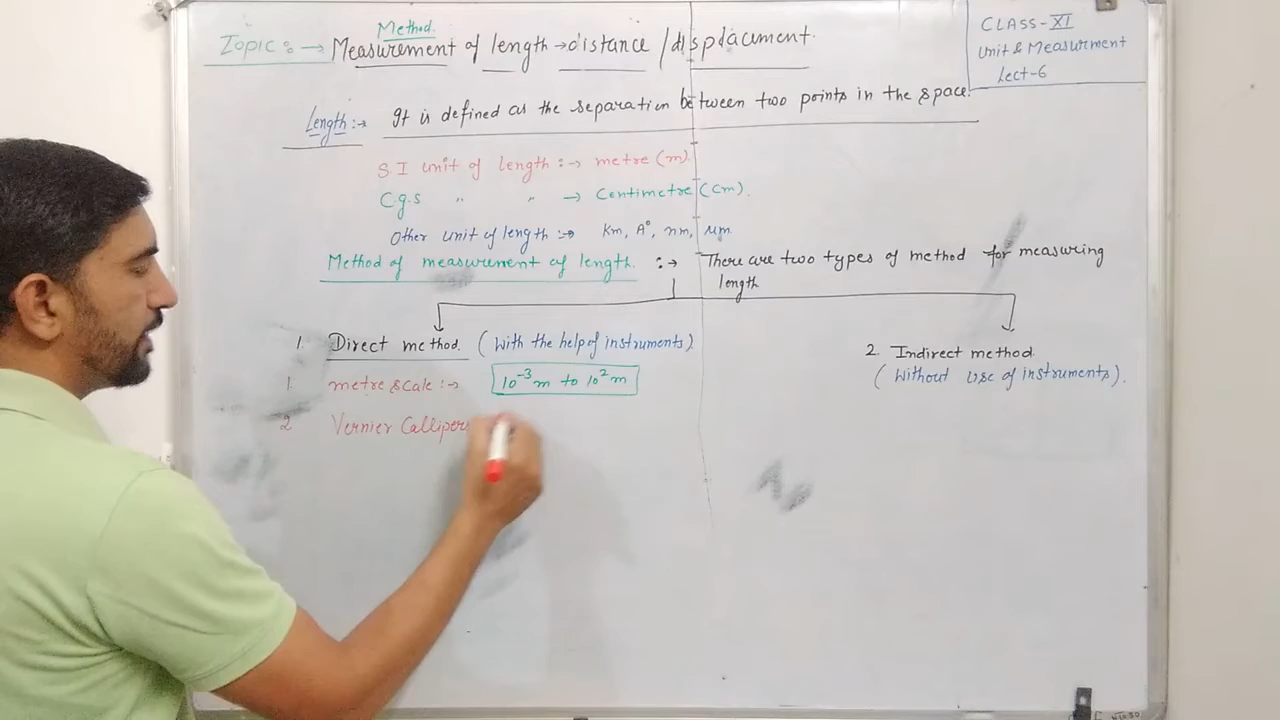 Method.
Topic :→ Measurement of length → distance / displacument.
CLASS-XI
Unit & Measurment
Lect-6
Length :→ It is defined as the separation between two points in the space.
S I unit of length :→ metre (m).
C.g.s " " → Centimetre (cm).
Other unit of length :→ Km, A°, nm, μm.
Method of measurement of length. :→ There are two types of method for measuring
length
1. Direct method. (With the help of instruments)
2. Indirect method
(Without use of instruments).
1. metre scale :→ 10⁻³ m to 10² m
2 Vernier Callipers